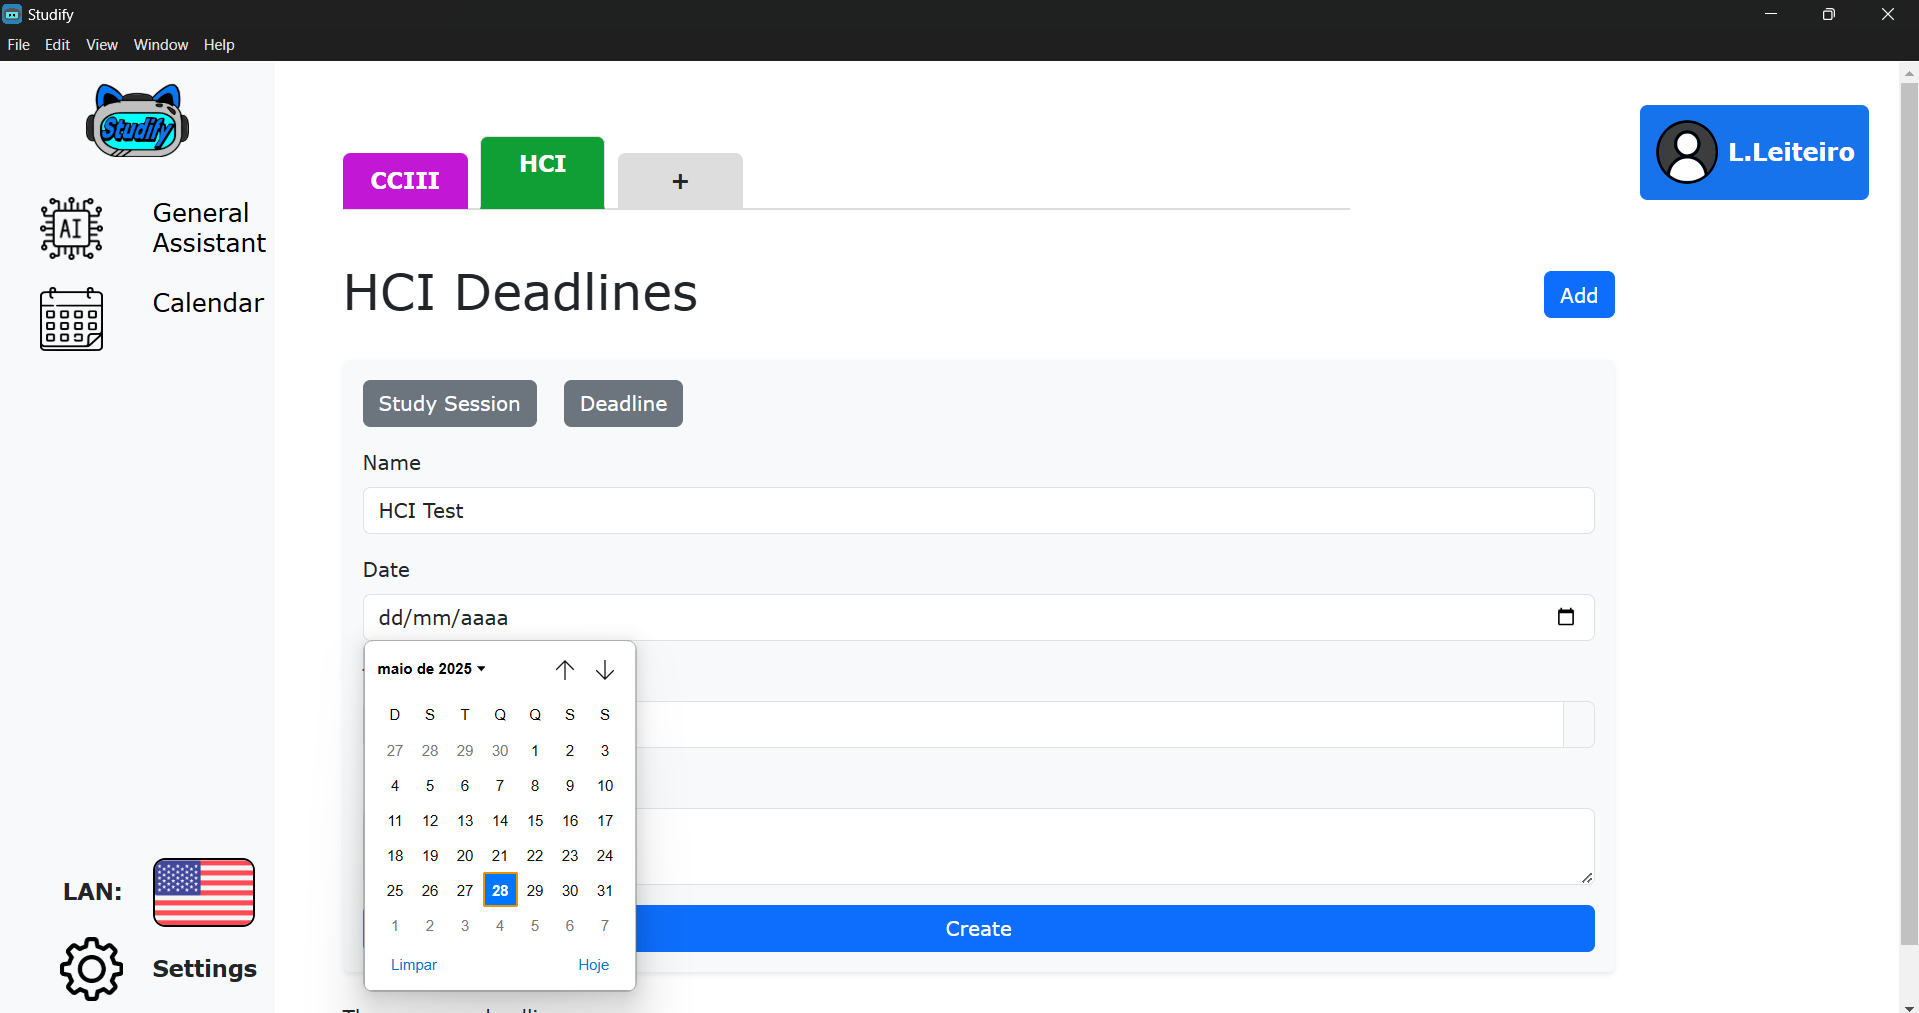 Studify
File Edit View Window Help
Studify
AI
General
Assistant
Calendar
CCIII
HCI
+
L.Leiteiro
HCI Deadlines
Add
Study Session
Deadline
Name
HCI Test
Date
dd/mm/aaaa
maio de 2025
D S T Q Q S S
27 28 29 30 1 2 3
4 5 6 7 8 9 10
11 12 13 14 15 16 17
18 19 20 21 22 23 24
25 26 27 28 29 30 31
1 2 3 4 5 6 7
Limpar Hoje
Create
LAN:
Settings